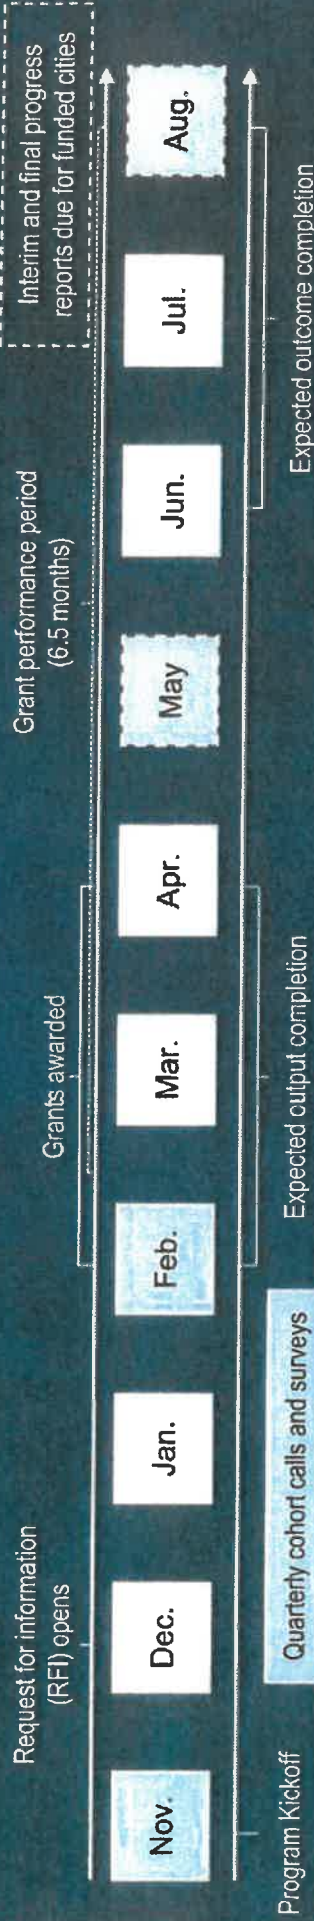 Request for information
(RFI) opens
Grants awarded
Grant performance period
(6.5 months)
Interim and final progress
reports due for funded cities
Nov.
Dec.
Jan.
Feb.
Mar.
Apr.
May
Jun.
Jul.
Aug.
Program Kickoff
Quarterly cohort calls and surveys
Expected output completion
Expected outcome completion